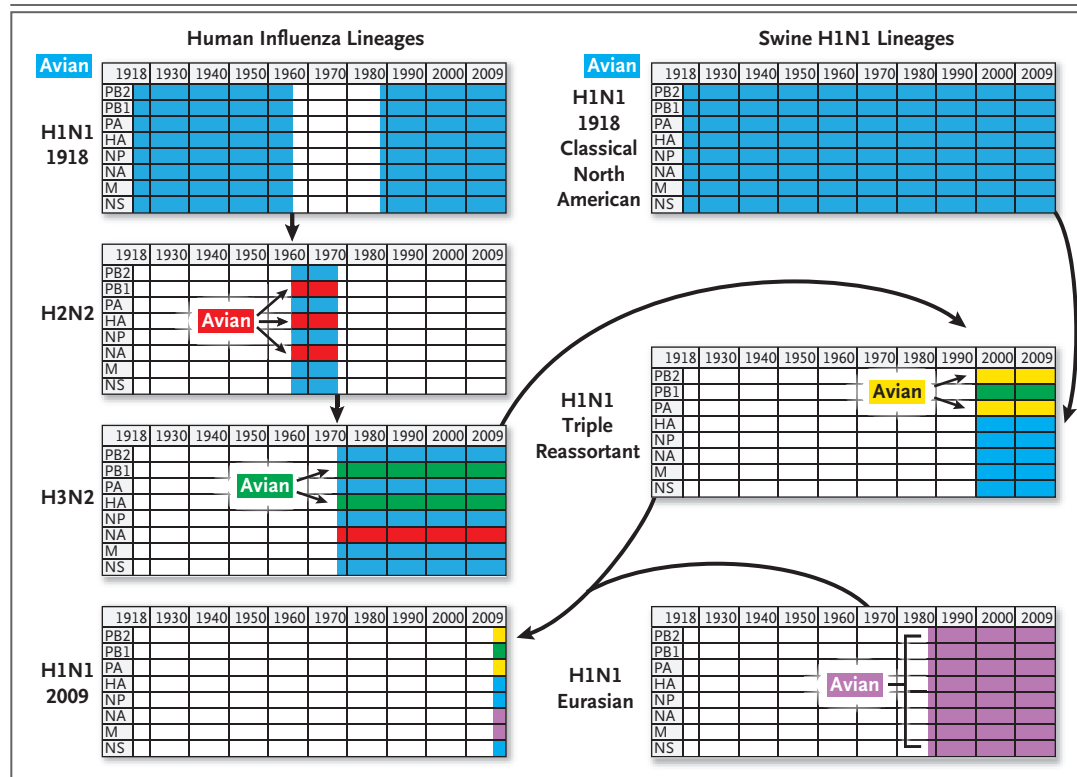 Human Influenza Lineages
Avian
1918 1930 1940 1950 1960 1970 1980 1990 2000 2009
H1N1
1918
PB2
PB1
PA
HA
NP
NA
M
NS
1918 1930 1940 1950 1960 1970 1980 1990 2000 2009
H2N2
PB2
PB1
PA
HA
NP
NA
M
NS
Avian
1918 1930 1940 1950 1960 1970 1980 1990 2000 2009
H3N2
PB2
PB1
PA
HA
NP
NA
M
NS
Avian
1918 1930 1940 1950 1960 1970 1980 1990 2000 2009
H1N1
2009
PB2
PB1
PA
HA
NP
NA
M
NS
Swine H1N1 Lineages
Avian
1918 1930 1940 1950 1960 1970 1980 1990 2000 2009
H1N1
1918
Classical
North
American
PB2
PB1
PA
HA
NP
NA
M
NS
1918 1930 1940 1950 1960 1970 1980 1990 2000 2009
H1N1
Triple
Reassortant
PB2
PB1
PA
HA
NP
NA
M
NS
Avian
1918 1930 1940 1950 1960 1970 1980 1990 2000 2009
H1N1
Eurasian
PB2
PB1
PA
HA
NP
NA
M
NS
Avian